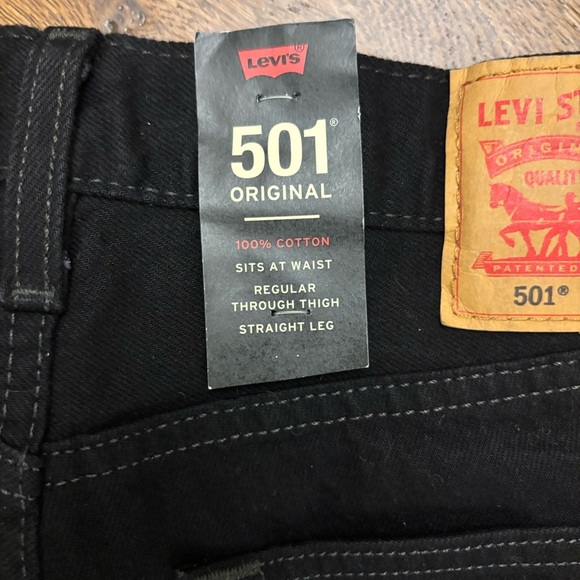 Levi's®
501®
ORIGINAL
100% COTTON
SITS AT WAIST
REGULAR
THROUGH THIGH
STRAIGHT LEG
LEVI ST
ORIGIN
QUALITY
PATENTED
501®